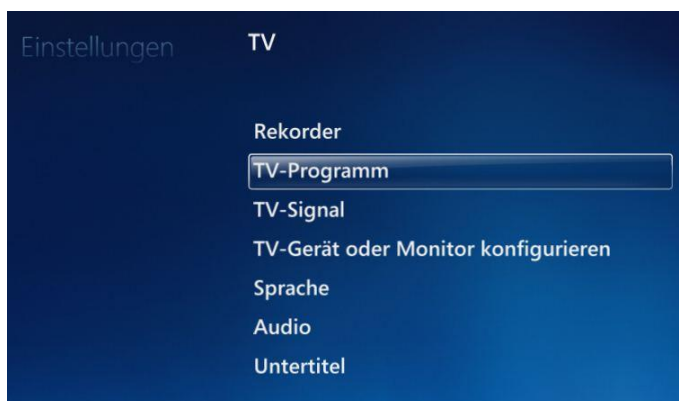 Einstellungen
TV
Rekorder
TV-Programm
TV-Signal
TV-Gerät oder Monitor konfigurieren
Sprache
Audio
Untertitel